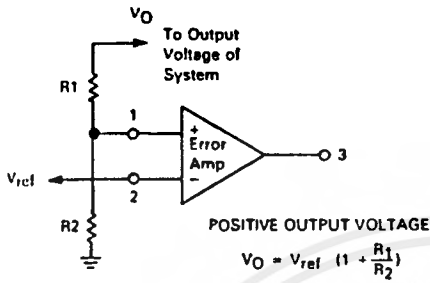 VO
To Output
Voltage of
System
R1
1
+
Error
Amp
3
Vref
−
2
R2
POSITIVE OUTPUT VOLTAGE
VO = Vref (1 + R1/R2)